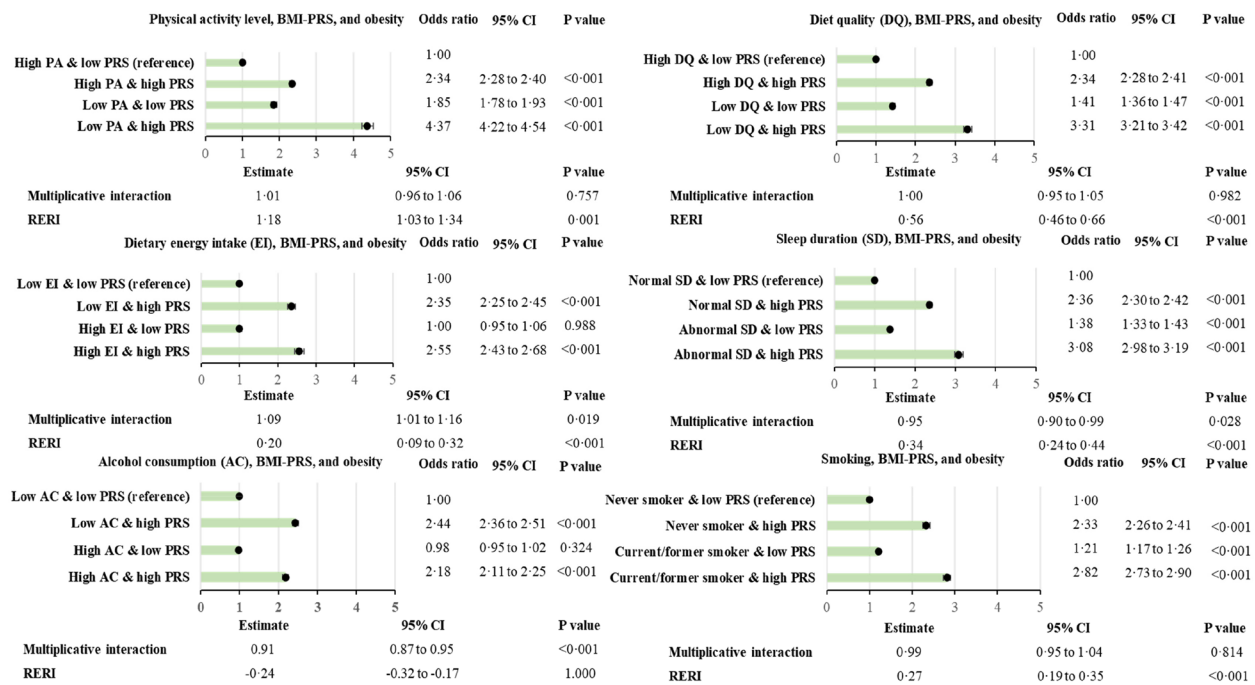 Physical activity level, BMI-PRS, and obesity Odds ratio 95% CI P value
High PA & low PRS (reference) 1·00
High PA & high PRS 2·34 2·28 to 2·40 <0·001
Low PA & low PRS 1·85 1·78 to 1·93 <0·001
Low PA & high PRS 4·37 4·22 to 4·54 <0·001
0 1 2 3 4 5
Estimate 95% CI P value
Multiplicative interaction 1·01 0·96 to 1·06 0·757
RERI 1·18 1·03 to 1·34 0·001
Diet quality (DQ), BMI-PRS, and obesity Odds ratio 95% CI P value
High DQ & low PRS (reference) 1·00
High DQ & high PRS 2·34 2·28 to 2·41 <0·001
Low DQ & low PRS 1·41 1·36 to 1·47 <0·001
Low DQ & high PRS 3·31 3·21 to 3·42 <0·001
0 1 2 3 4 5
Estimate 95% CI P value
Multiplicative interaction 1·00 0·95 to 1·05 0·982
RERI 0·56 0·46 to 0·66 <0·001
Dietary energy intake (EI), BMI-PRS, and obesity Odds ratio 95% CI P value
Low EI & low PRS (reference) 1·00
Low EI & high PRS 2·35 2·25 to 2·45 <0·001
High EI & low PRS 1·00 0·95 to 1·06 0·988
High EI & high PRS 2·55 2·43 to 2·68 <0·001
0 1 2 3 4 5
Estimate 95% CI P value
Multiplicative interaction 1·09 1·01 to 1·16 0·019
RERI 0·20 0·09 to 0·32 <0·001
Sleep duration (SD), BMI-PRS, and obesity Odds ratio 95% CI P value
Normal SD & low PRS (reference) 1·00
Normal SD & high PRS 2·36 2·30 to 2·42 <0·001
Abnormal SD & low PRS 1·38 1·33 to 1·43 <0·001
Abnormal SD & high PRS 3·08 2·98 to 3·19 <0·001
0 1 2 3 4 5
Estimate 95% CI P value
Multiplicative interaction 0·95 0·90 to 0·99 0·028
RERI 0·34 0·24 to 0·44 <0·001
Alcohol consumption (AC), BMI-PRS, and obesity Odds ratio 95% CI P value
Low AC & low PRS (reference) 1·00
Low AC & high PRS 2·44 2·36 to 2·51 <0·001
High AC & low PRS 0·98 0·95 to 1·02 0·324
High AC & high PRS 2·18 2·11 to 2·25 <0·001
0 1 2 3 4 5
Estimate 95% CI P value
Multiplicative interaction 0.91 0.87 to 0.95 <0·001
RERI -0·24 -0·32 to -0·17 1.000
Smoking, BMI-PRS, and obesity Odds ratio 95% CI P value
Never smoker & low PRS (reference) 1·00
Never smoker & high PRS 2·33 2·26 to 2·41 <0·001
Current/former smoker & low PRS 1·21 1·17 to 1·26 <0·001
Current/former smoker & high PRS 2·82 2·73 to 2·90 <0·001
0 1 2 3 4 5
Estimate 95% CI P value
Multiplicative interaction 0·99 0·95 to 1·04 0·814
RERI 0·27 0·19 to 0·35 <0·001